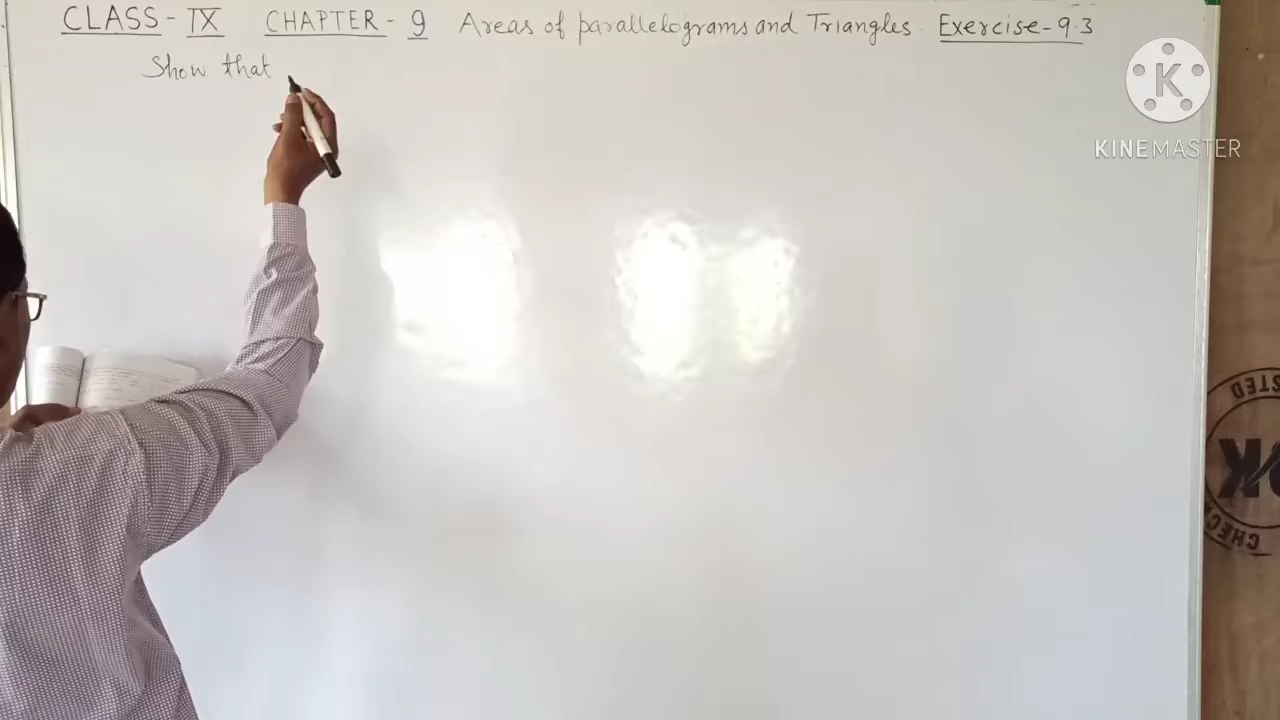 CLASS - IX CHAPTER - 9 Areas of parallelograms and Triangles. Exercise - 9.3
Show that
K
KINEMASTER